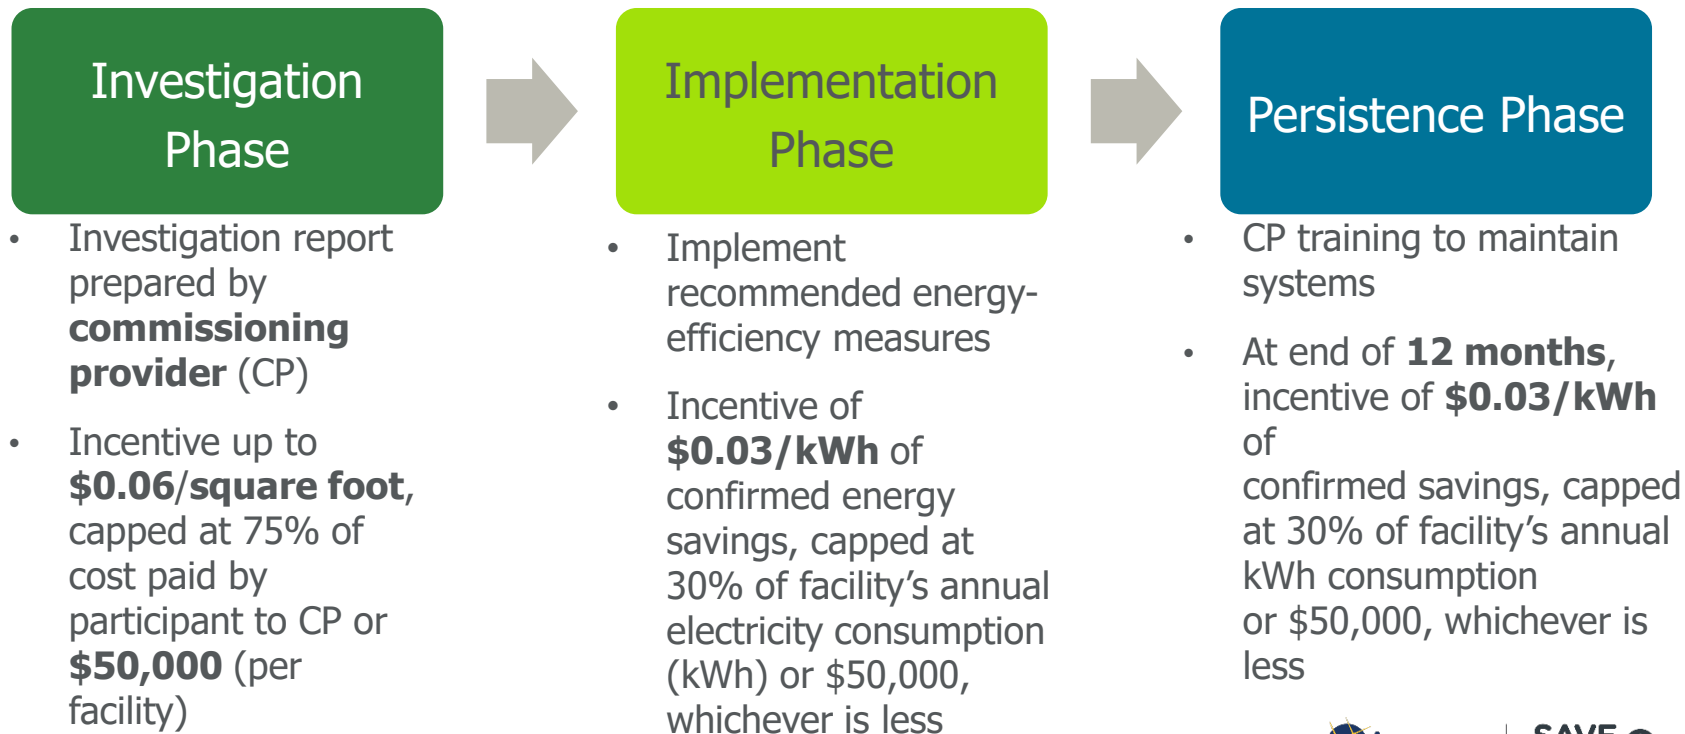 Investigation
Phase
• Investigation report
prepared by
commissioning
provider (CP)
• Incentive up to
$0.06/square foot,
capped at 75% of
cost paid by
participant to CP or
$50,000 (per
facility)
Implementation
Phase
• Implement
recommended energy-
efficiency measures
• Incentive of
$0.03/kWh of
confirmed energy
savings, capped at
30% of facility’s annual
electricity consumption
(kWh) or $50,000,
whichever is less
Persistence Phase
• CP training to maintain
systems
• At end of 12 months,
incentive of $0.03/kWh
of
confirmed savings, capped
at 30% of facility’s annual
kWh consumption
or $50,000, whichever is
less
SAVE